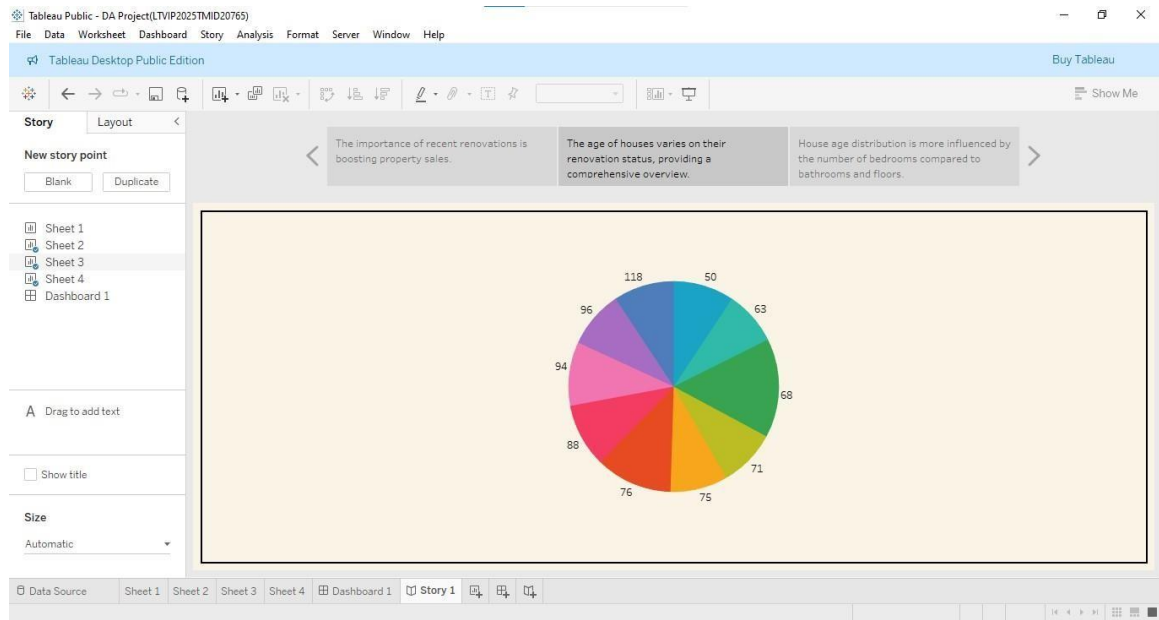 Tableau Public - DA Project(LTVIP2025TMID20765)
File Data Worksheet Dashboard Story Analysis Format Server Window Help
Tableau Desktop Public Edition
Buy Tableau
Show Me
Story Layout
New story point
Blank Duplicate
Sheet 1
Sheet 2
Sheet 3
Sheet 4
Dashboard 1
A Drag to add text
Show title
Size
Automatic
The importance of recent renovations is
boosting property sales.
The age of houses varies on their
renovation status, providing a
comprehensive overview.
House age distribution is more influenced by
the number of bedrooms compared to
bathrooms and floors.
118 50
96 63
94
68
88
71
76 75
Data Source Sheet 1 Sheet 2 Sheet 3 Sheet 4 Dashboard 1 Story 1